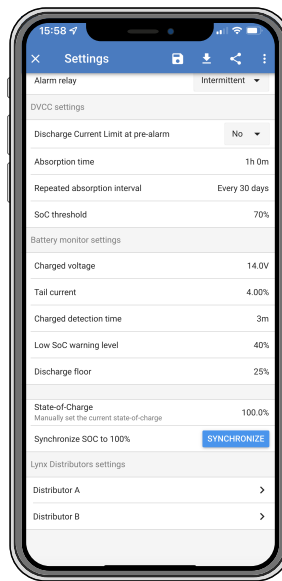 15:58
Settings
Alarm relay Intermittent
DVCC settings
Discharge Current Limit at pre-alarm No
Absorption time 1h 0m
Repeated absorption interval Every 30 days
SoC threshold 70%
Battery monitor settings
Charged voltage 14.0V
Tail current 4.00%
Charged detection time 3m
Low SoC warning level 40%
Discharge floor 25%
State-of-Charge 100.0%
Manually set the current state-of-charge
Synchronize SOC to 100% SYNCHRONIZE
Lynx Distributors settings
Distributor A
Distributor B